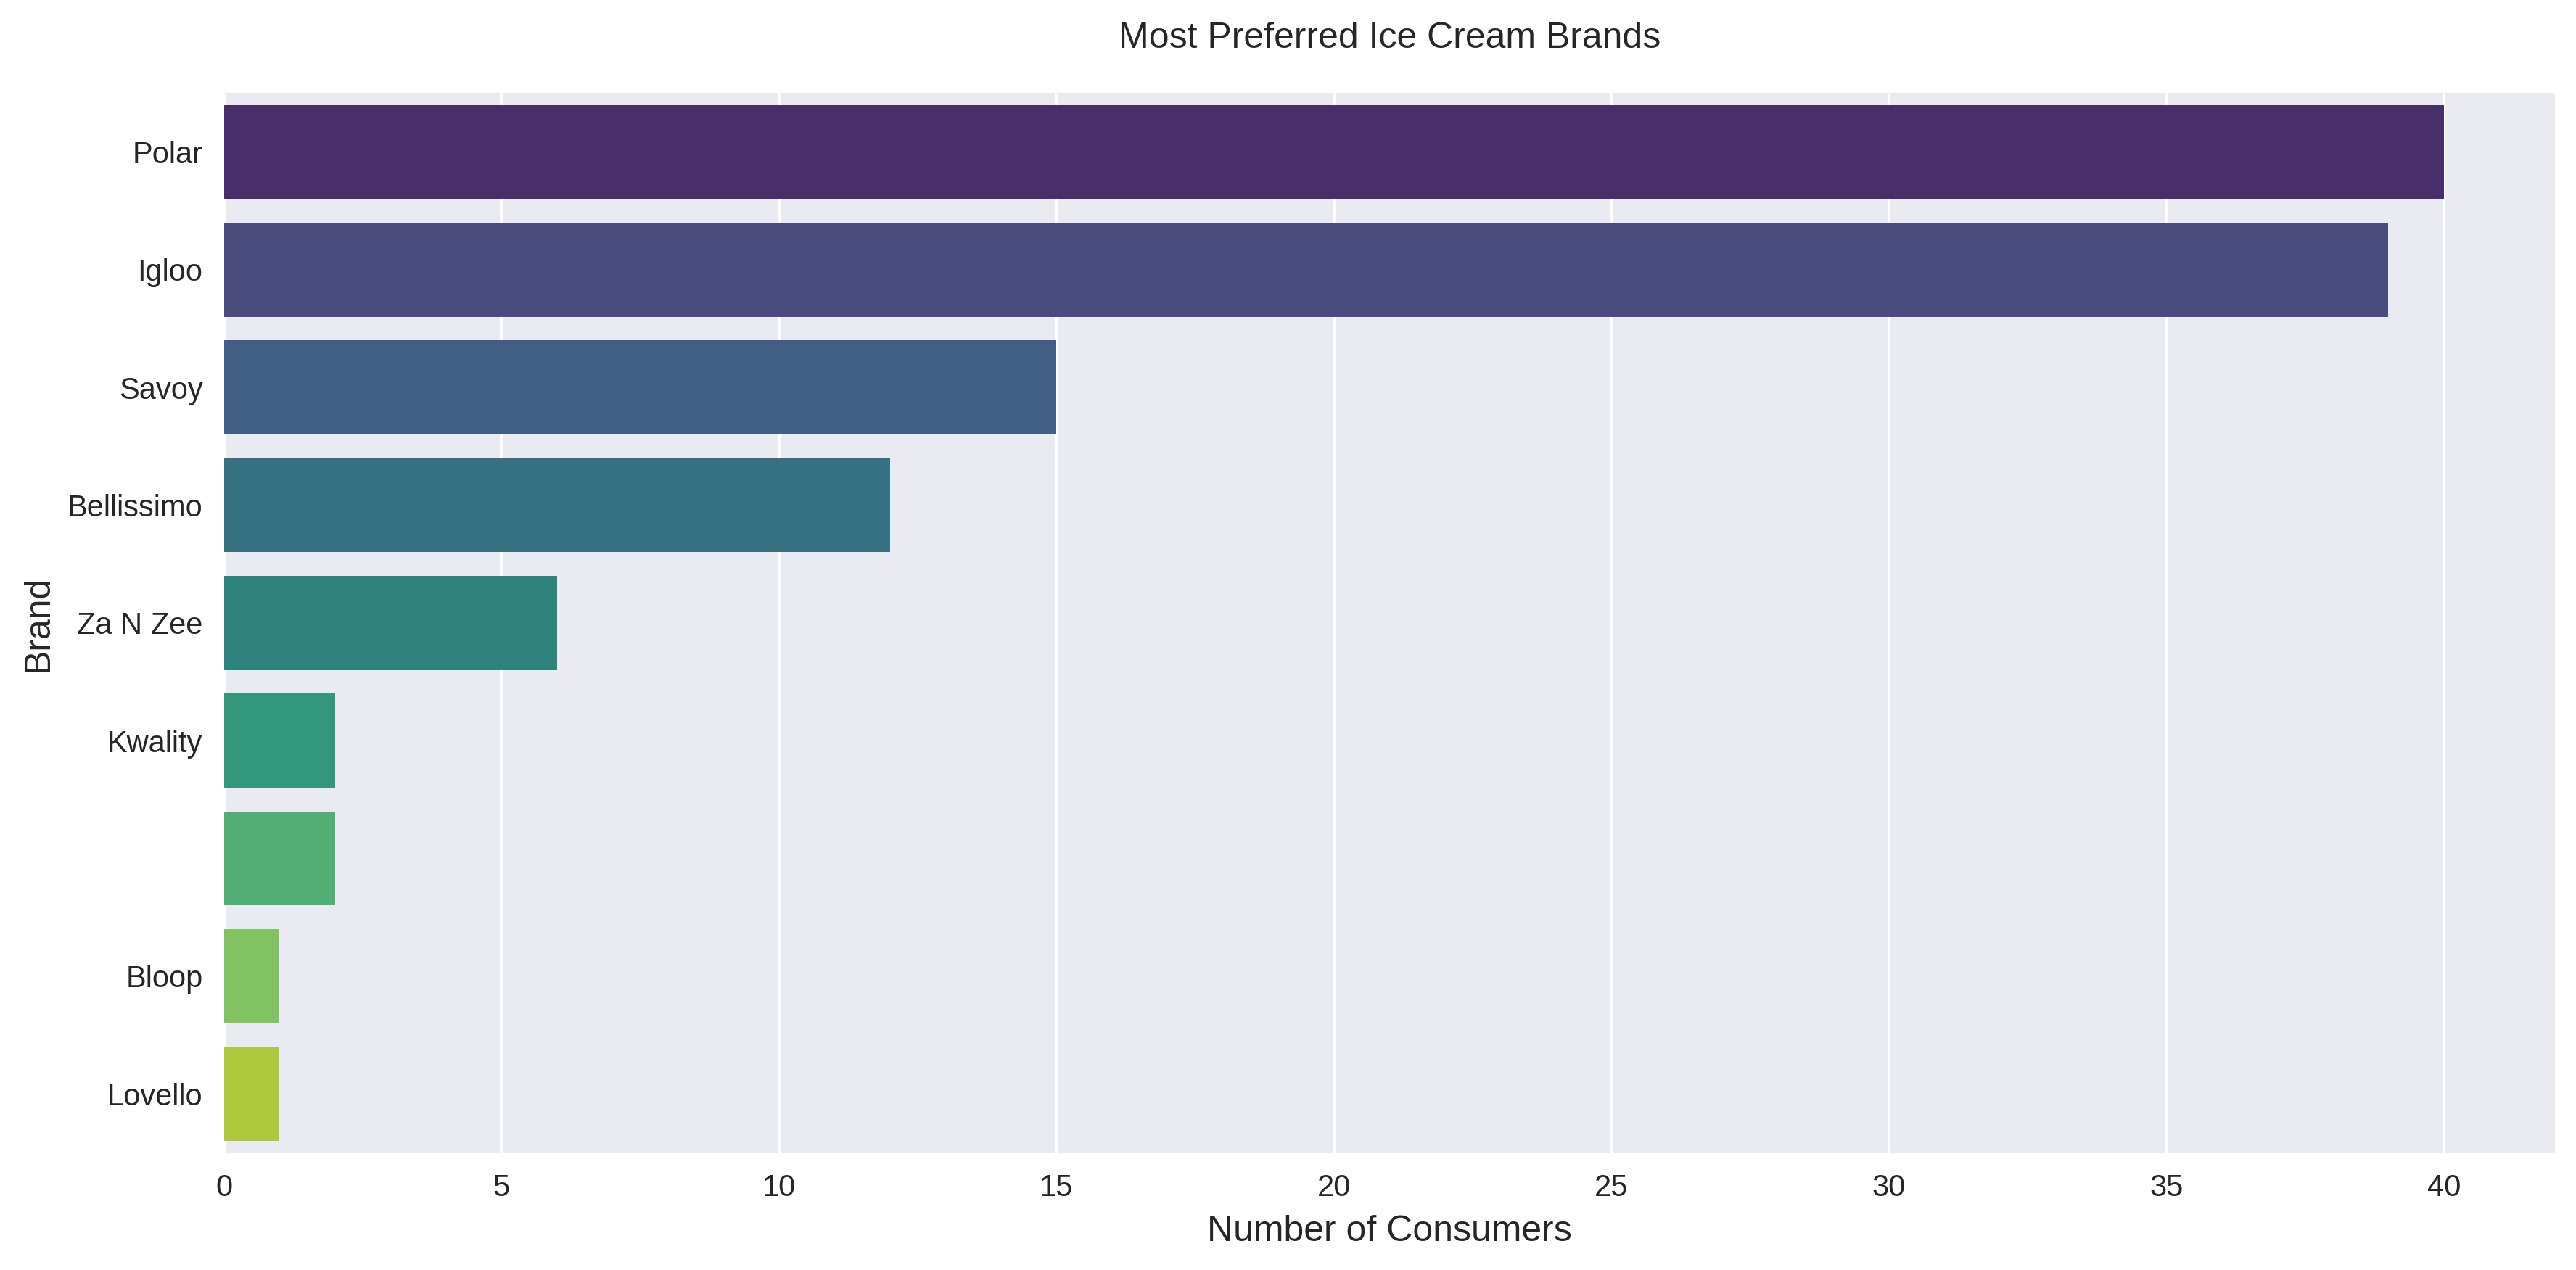 Most Preferred Ice Cream Brands
Polar
Igloo
Savoy
Bellissimo
Za N Zee
Kwality
Bloop
Lovello
Brand
0 5 10 15 20 25 30 35 40
Number of Consumers